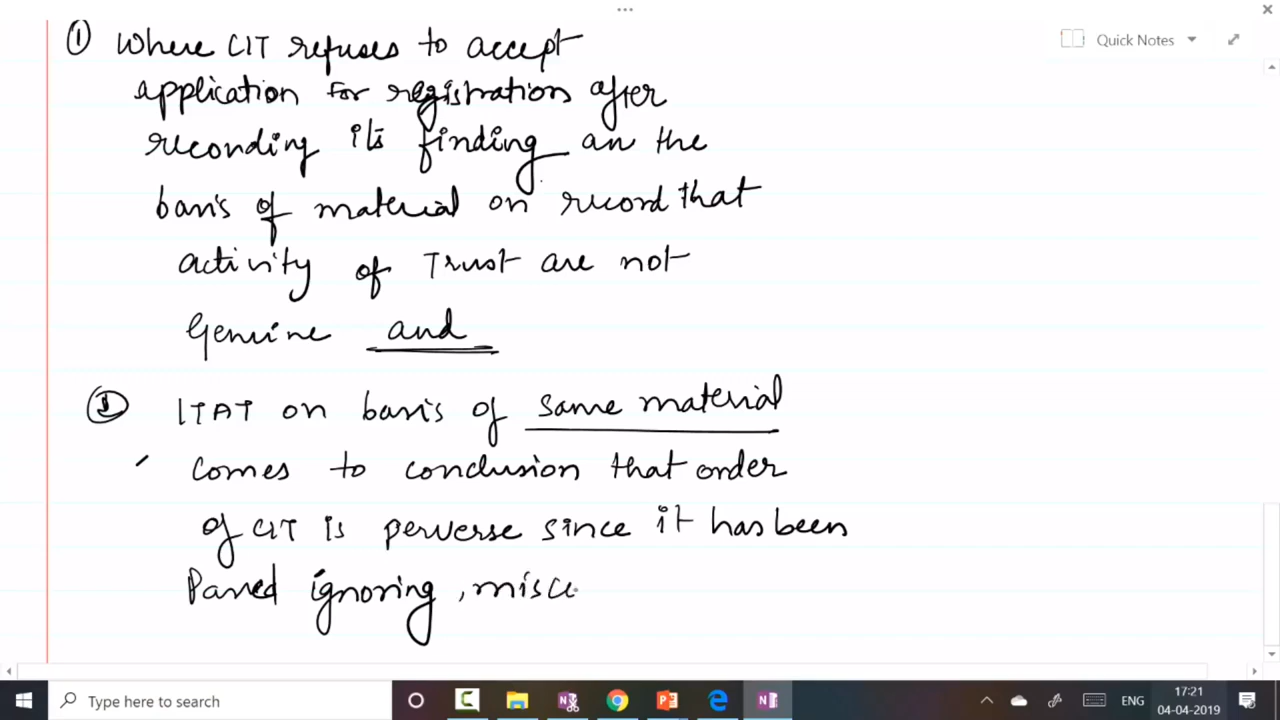 ...
① Where CIT refuses to accept
Quick Notes
application for registration after
recording its finding on the
basis of material on record that
activity of Trust are not
Genuine and
② ITAT on basis of same material
comes to conclusion that order
of CIT is perverse since it has been
Passed ignoring, misc
Type here to search
ENG
17:21
04-04-2019